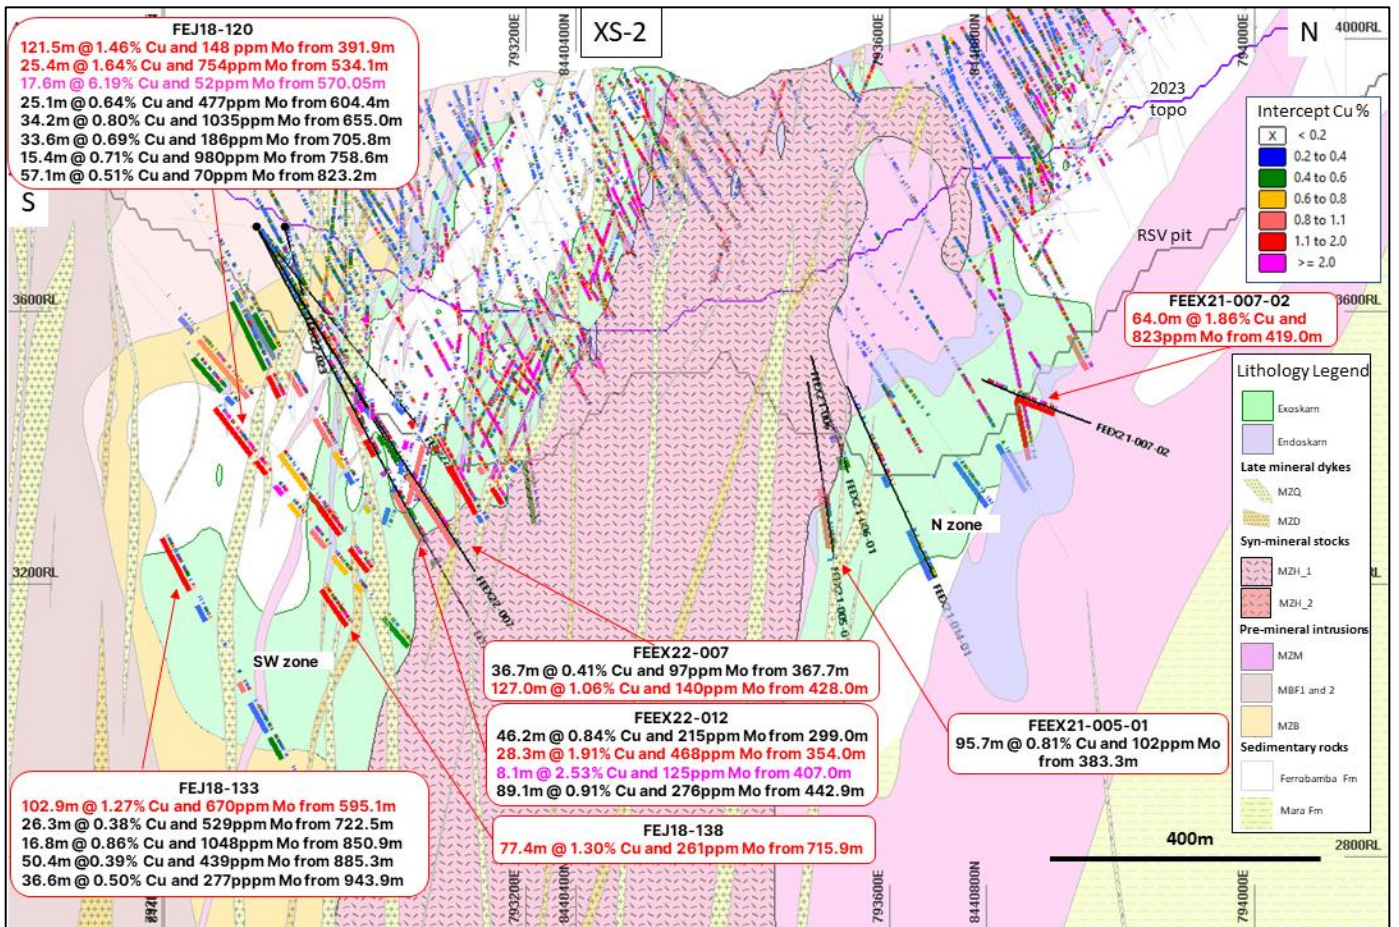 XS-2
S
N
793200E
8440400N
793600E
8440800N
794000E
4000RL
2023
topo
RSV pit
FEJ18-120
121.5m @1.46% Cu and 148 ppm Mo from 391.9m
25.4m @ 1.64% Cu and 754ppm Mo from 534.1m
17.6m @ 6.19% Cu and 52ppm Mo from 570.05m
25.1m @ 0.64% Cu and 477ppm Mo from 604.4m
34.2m @ 0.80% Cu and 1035ppm Mo from 655.0m
33.6m @ 0.69% Cu and 186ppm Mo from 705.8m
15.4m @ 0.71% Cu and 980ppm Mo from 758.6m
57.1m @ 0.51% Cu and 70ppm Mo from 823.2m
Intercept Cu %
X < 0.2
0.2 to 0.4
0.4 to 0.6
0.6 to 0.8
0.8 to 1.1
1.1 to 2.0
>= 2.0
3600RL
3600RL
FEEX21-007-02
64.0m @ 1.86% Cu and
823ppm Mo from 419.0m
Lithology Legend
Exoskarn
Endoskarn
Late mineral dykes
MZQ
MZD
Syn-mineral stocks
MZH_1
MZH_2
Pre-mineral intrusions
MZM
MBF1 and 2
MZB
Sedimentary rocks
Ferrobamba Fm
Mara Fm
FEEX21-007-02
FEEX21-006-01
FEEX21-014-01
FEEX22-007
N zone
3200RL
SW zone
FEEX22-007
36.7m @ 0.41% Cu and 97ppm Mo from 367.7m
127.0m @ 1.06% Cu and 140ppm Mo from 428.0m
FEEX22-012
46.2m @ 0.84% Cu and 215ppm Mo from 299.0m
28.3m @ 1.91% Cu and 468ppm Mo from 354.0m
8.1m @ 2.53% Cu and 125ppm Mo from 407.0m
89.1m @ 0.91% Cu and 276ppm Mo from 442.9m
FEEX21-005-01
95.7m @ 0.81% Cu and 102ppm Mo
from 383.3m
FEJ18-133
102.9m @ 1.27% Cu and 670ppm Mo from 595.1m
26.3m @ 0.38% Cu and 529ppm Mo from 722.5m
16.8m @ 0.86% Cu and 1048ppm Mo from 850.9m
50.4m @0.39% Cu and 439ppm Mo from 885.3m
36.6m @ 0.50% Cu and 277pppm Mo from 943.9m
FEJ18-138
77.4m @ 1.30% Cu and 261ppm Mo from 715.9m
400m
2800RL
793200E
8440400N
793600E
8440800N
794000E